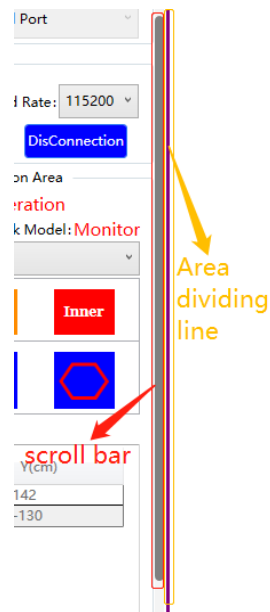 l Port
d Rate: 115200
DisConnection
on Area
eration
k Model: Monitor
Inner
Area
dividing
line
scroll bar
Y(cm)
142
-130